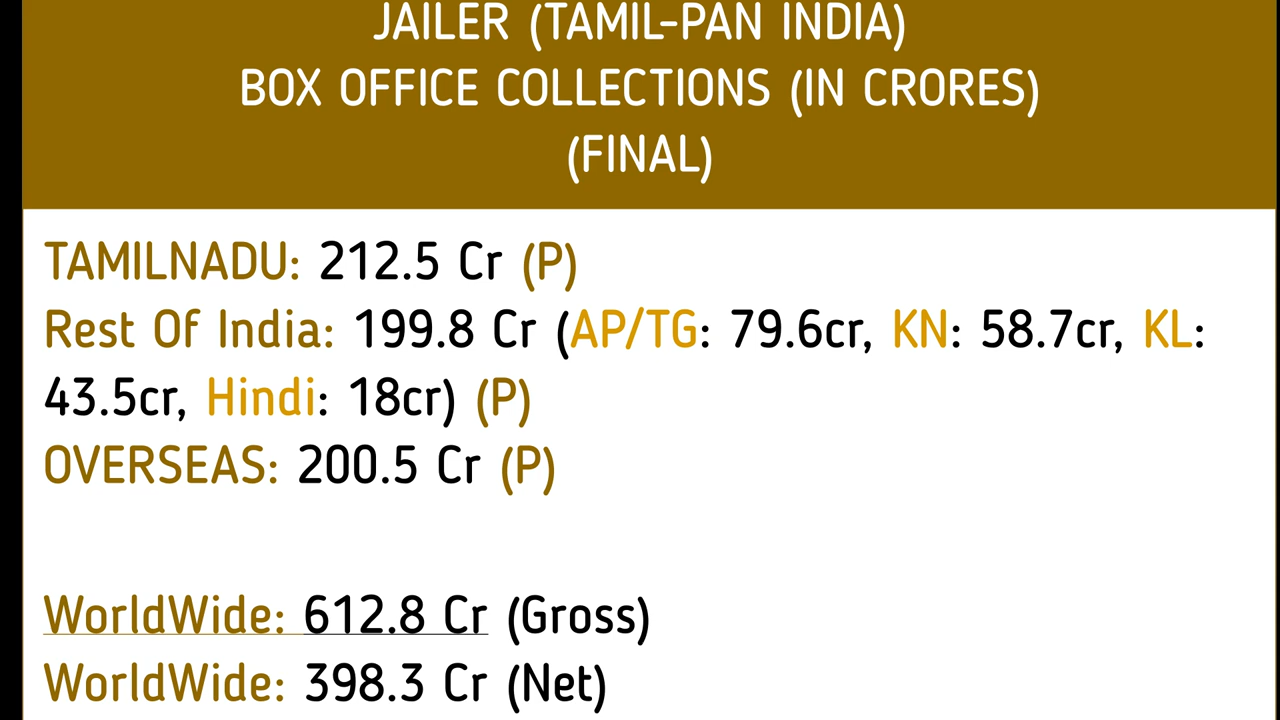 JAILER (TAMIL-PAN INDIA)
BOX OFFICE COLLECTIONS (IN CRORES)
(FINAL)
TAMILNADU: 212.5 Cr (P)
Rest Of India: 199.8 Cr (AP/TG: 79.6cr, KN: 58.7cr, KL:
43.5cr, Hindi: 18cr) (P)
OVERSEAS: 200.5 Cr (P)
WorldWide: 612.8 Cr (Gross)
WorldWide: 398.3 Cr (Net)